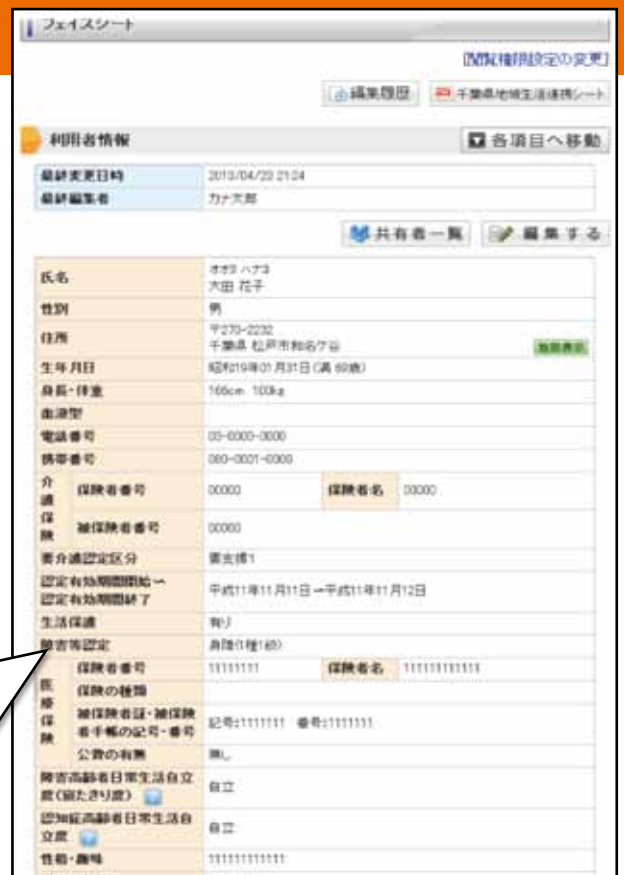 フェイスシート
[閲覧権限設定の変更]
編集履歴 千葉県地域生活連携シート
利用者情報 各項目へ移動
最終変更日時 2013/04/23 21:24
最終編集者 カナ太郎
共有者一覧 編集する
氏名 オオタ ハナコ
大田 花子
性別 男
住所 〒270-2232
千葉県 松戸市和名ケ谷 地図表示
生年月日 昭和19年01月31日(満 69歳)
身長・体重 166cm 100kg
血液型
電話番号 03-0000-0000
携帯番号 080-0001-0000
介護保険 保険者番号 00000 保険者名 00000
被保険者番号 00000
要介護認定区分 要支援1
認定有効期間開始〜
認定有効期間終了 平成11年11月11日〜平成11年11月12日
生活保護 有り
障害等認定 身障(1種1級)
医療保険 保険者番号 11111111 保険者名 111111111111
保険の種類
被保険者証・被保険
者手帳の記号・番号 記号:1111111 番号:1111111
公費の有無 無し
障害高齢者日常生活自立
度(寝たきり度) ? 自立
認知症高齢者日常生活自
立度 ? 自立
性格・趣味 111111111111